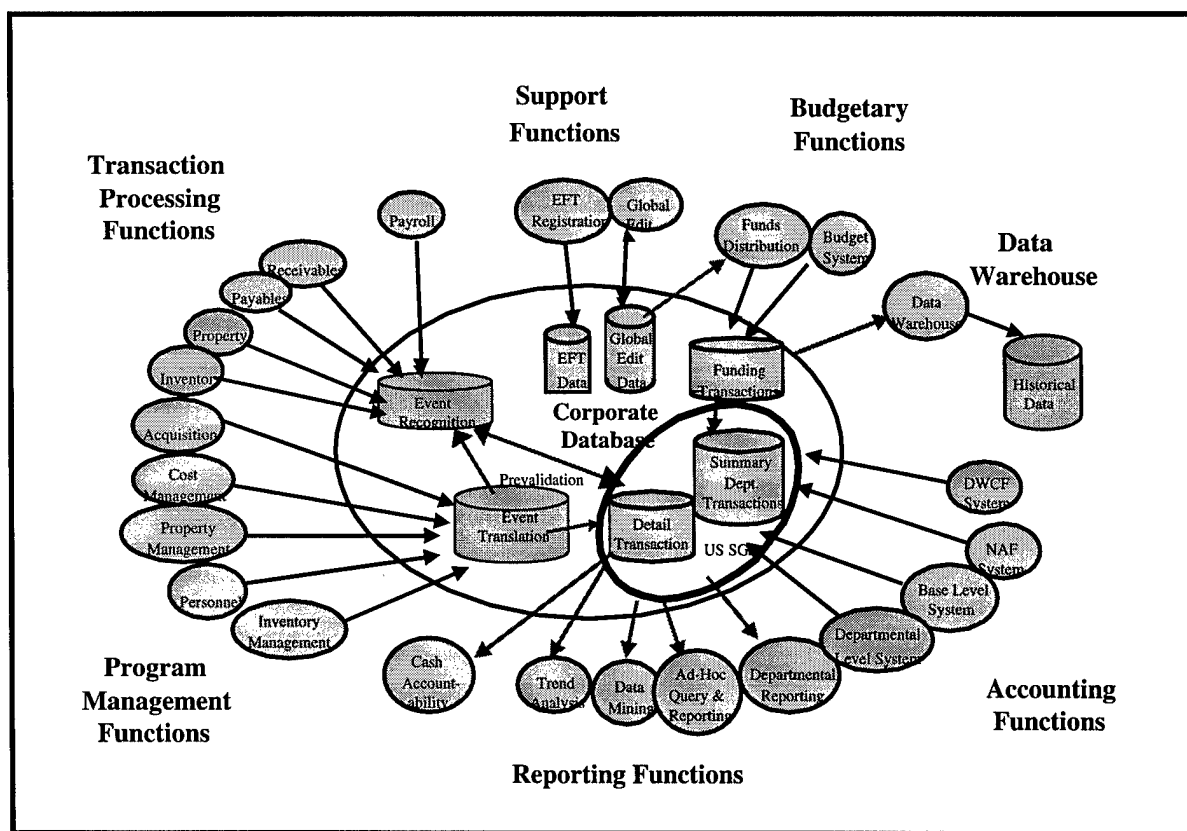 Support
Functions
Budgetary
Functions
Transaction
Processing
Functions
EFT
Registration
Global
Edit
Payroll
Funds
Distribution
Budget
System
Data
Warehouse
Receivables
Payables
Property
Inventory
Acquisition
Cost
Management
Property
Management
Personnel
Inventory
Management
Data
Warehouse
Historical
Data
EFT
Data
Global
Edit
Data
Funding
Transactions
Event
Recognition
Corporate
Database
Summary
Dept.
Transactions
Prevalidation
Event
Translation
Detail
Transaction
US SG
DWCF
System
NAF
System
Base Level
System
Departmental
Level System
Cash
Account-
ability
Trend
Analysis
Data
Mining
Ad-Hoc
Query &
Reporting
Departmental
Reporting
Program
Management
Functions
Accounting
Functions
Reporting Functions